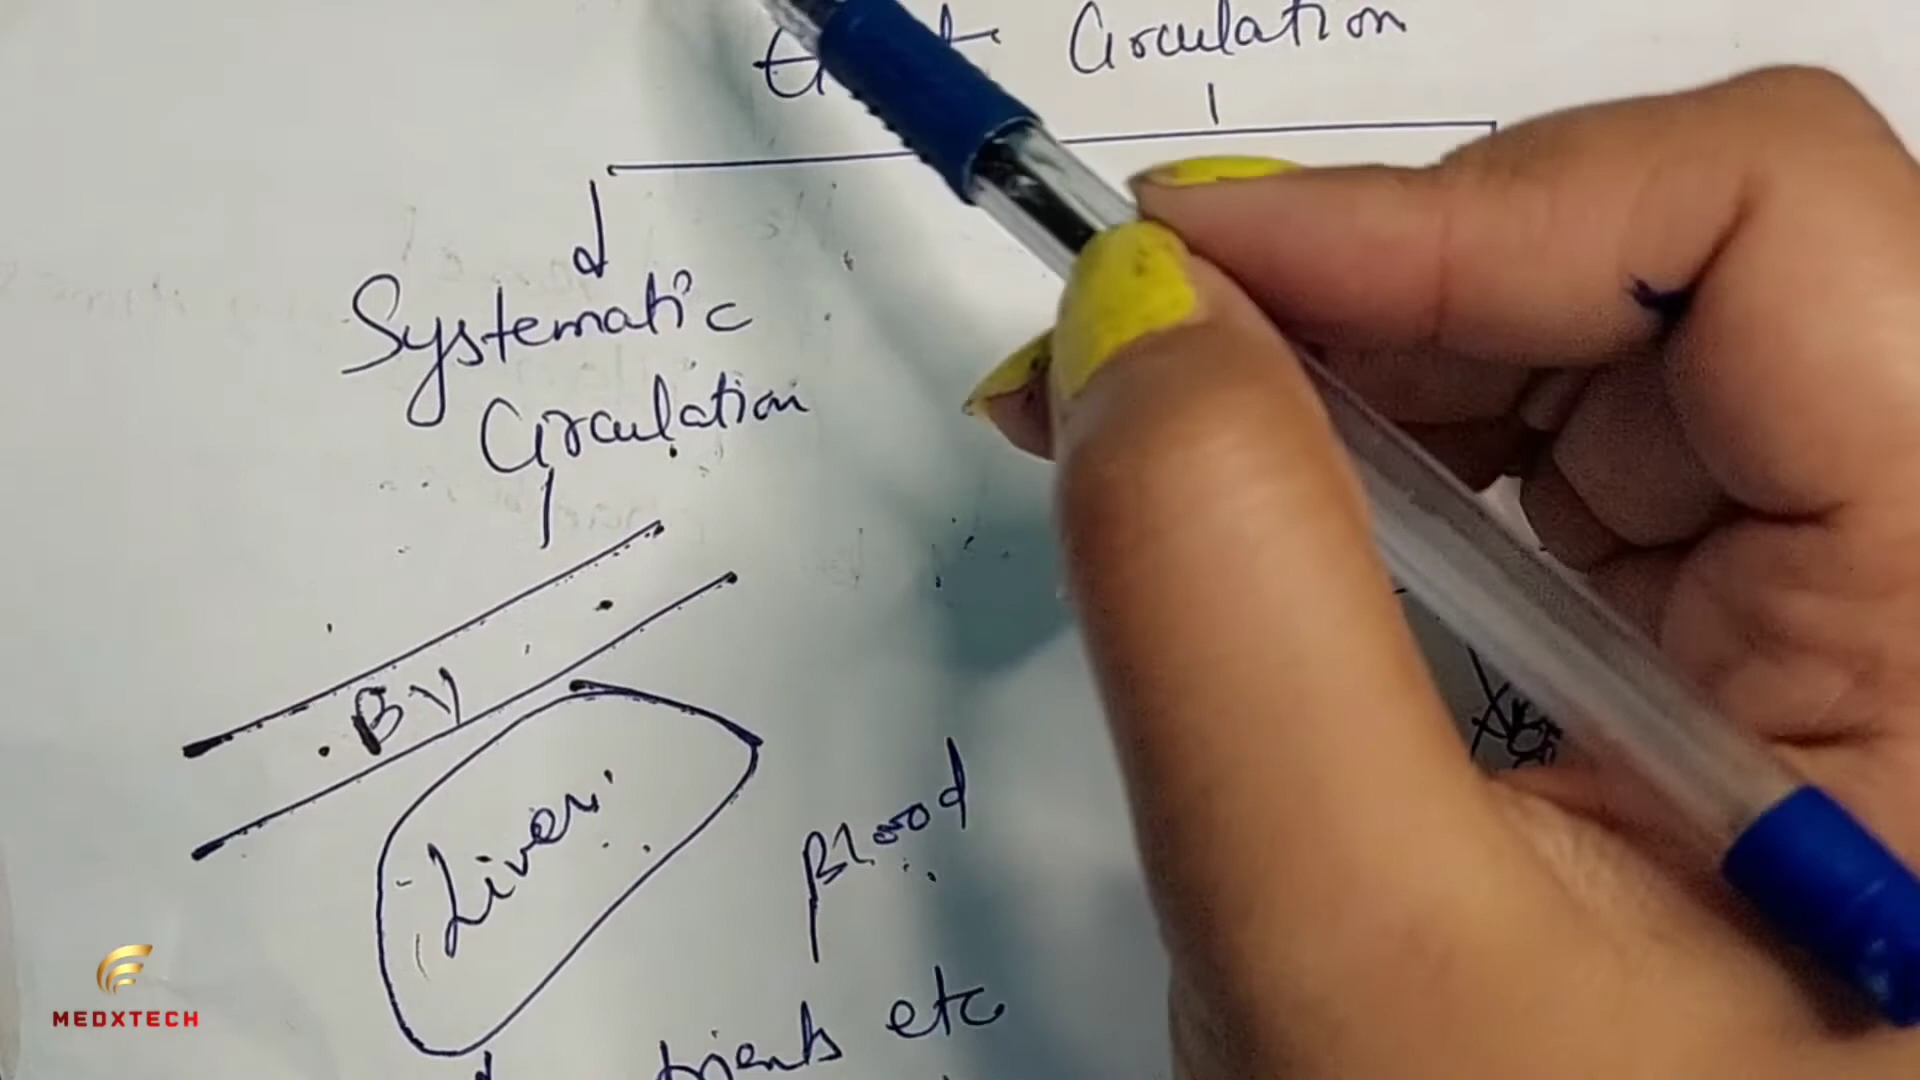 Circulation
Systematic
Circulation
BV
Liver
Blood
etc
MEDXTECH